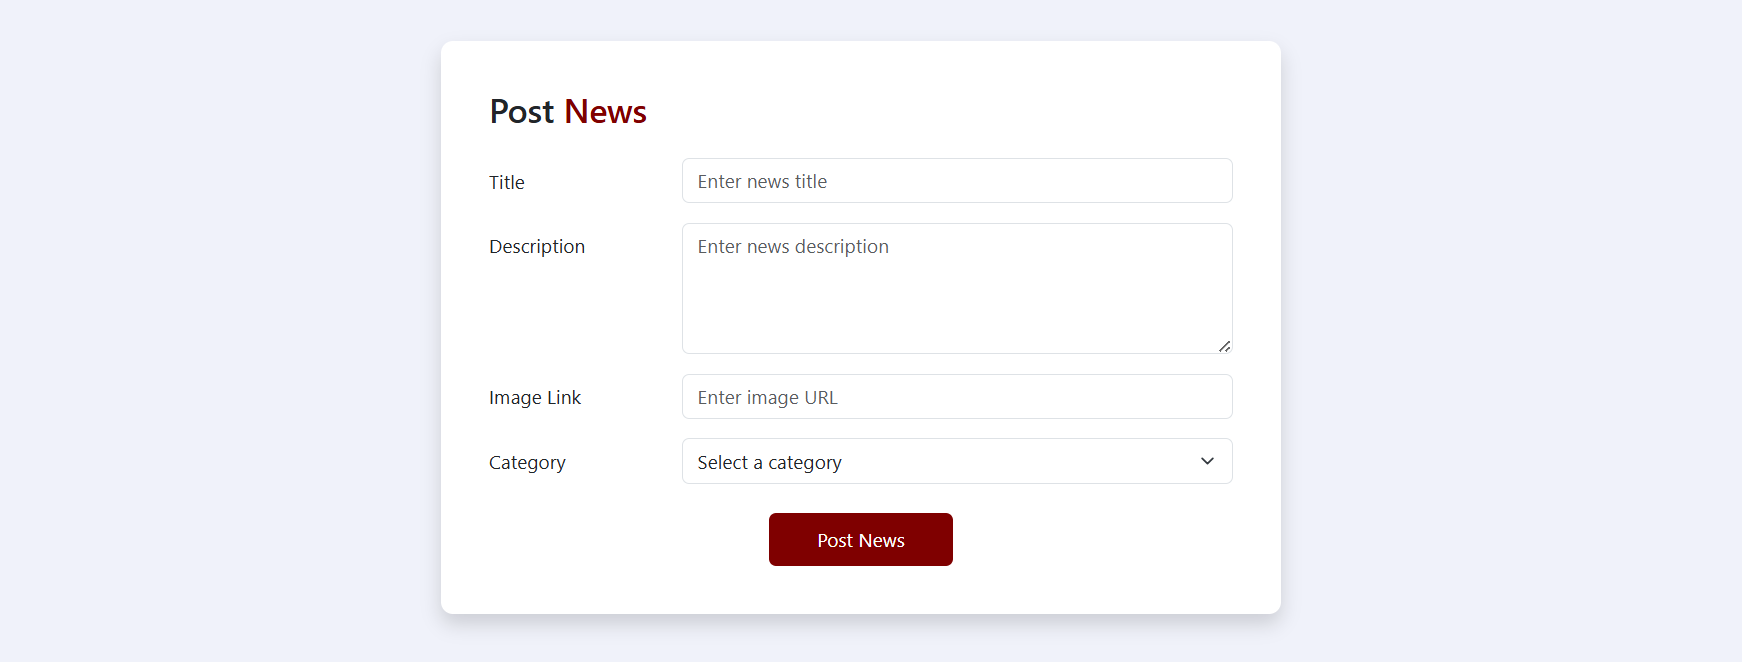 Post News
Title
Enter news title
Description
Enter news description
Image Link
Enter image URL
Category
Select a category
Post News